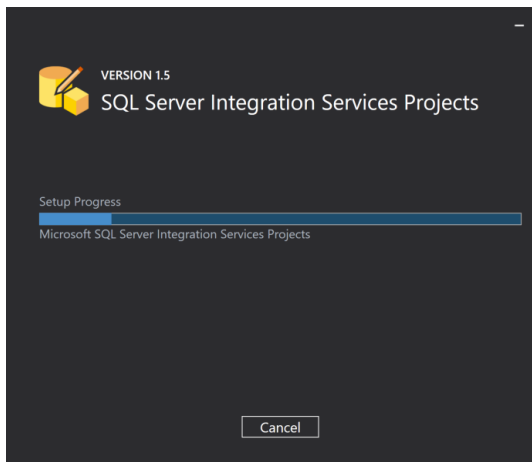 VERSION 1.5
SQL Server Integration Services Projects
Setup Progress
Microsoft SQL Server Integration Services Projects
Cancel